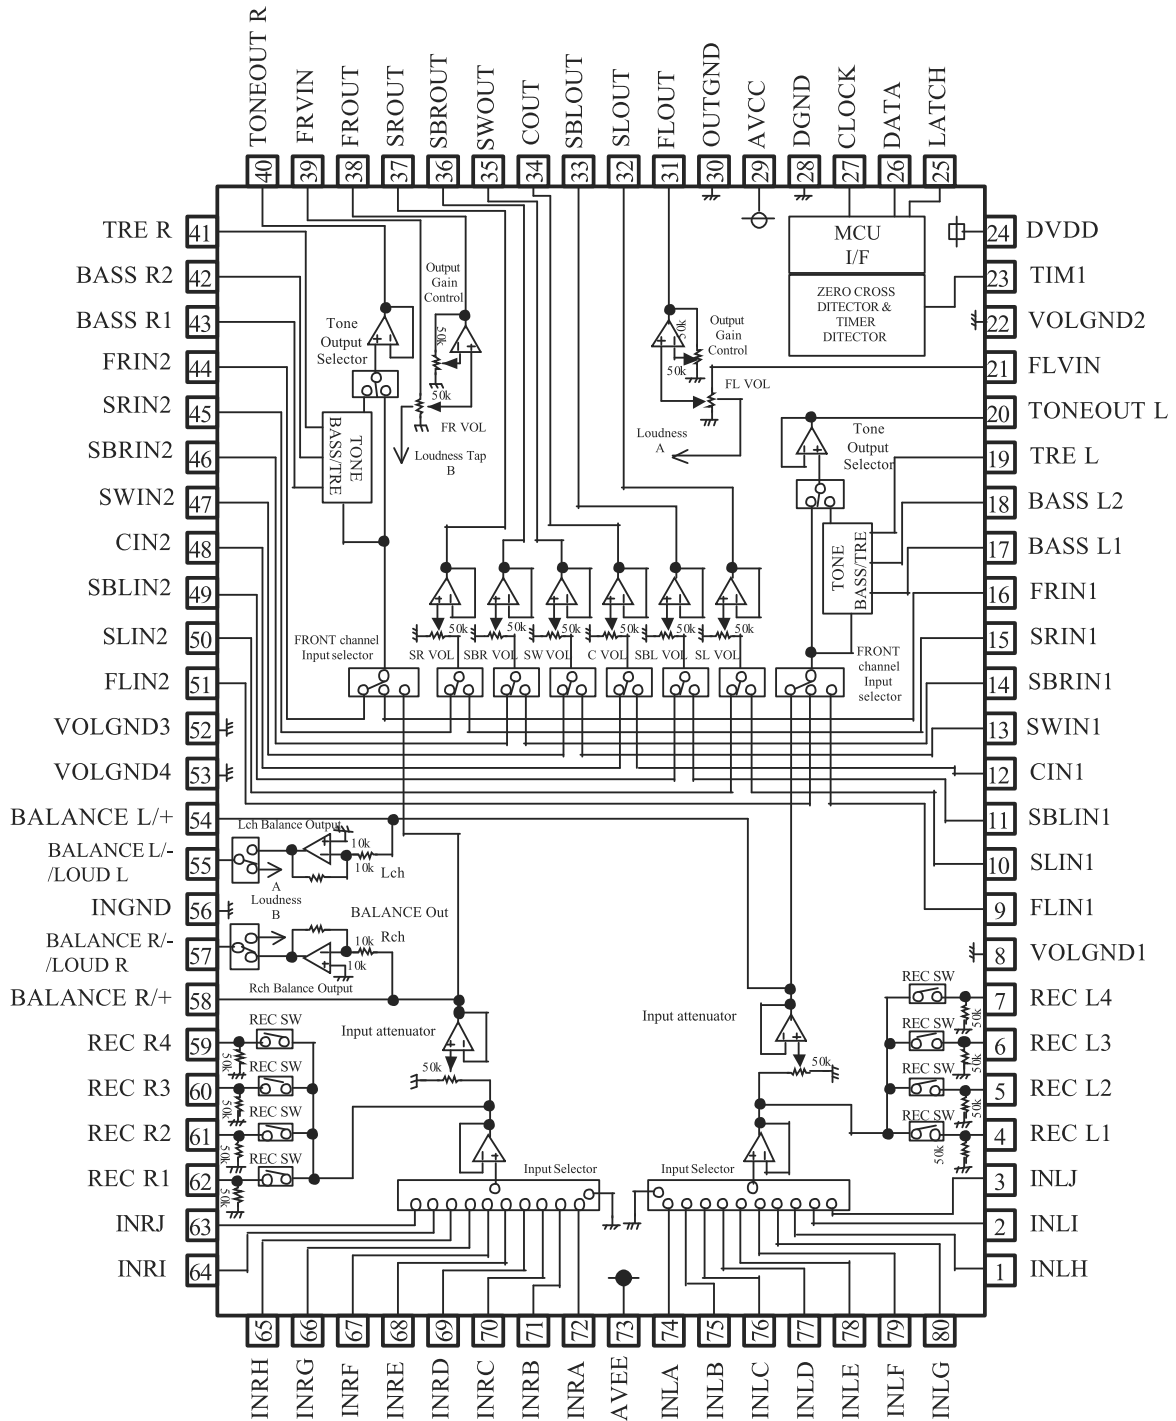 TONEOUT R
FRVIN
FROUT
SROUT
SBROUT
SWOUT
COUT
SBLOUT
SLOUT
FLOUT
OUTGND
AVCC
DGND
CLOCK
DATA
LATCH
40
39
38
37
36
35
34
33
32
31
30
29
28
27
26
25
TRE R
41
BASS R2
42
BASS R1
43
FRIN2
44
SRIN2
45
SBRIN2
46
SWIN2
47
CIN2
48
SBLIN2
49
SLIN2
50
FLIN2
51
VOLGND3
52
VOLGND4
53
BALANCE L/+
54
BALANCE L/-
/LOUD L
55
INGND
56
BALANCE R/-
/LOUD R
57
BALANCE R/+
58
REC R4
59
REC R3
60
REC R2
61
REC R1
62
INRJ
63
INRI
64
24
DVDD
23
TIM1
22
VOLGND2
21
FLVIN
20
TONEOUT L
19
TRE L
18
BASS L2
17
BASS L1
16
FRIN1
15
SRIN1
14
SBRIN1
13
SWIN1
12
CIN1
11
SBLIN1
10
SLIN1
9
FLIN1
8
VOLGND1
7
REC L4
6
REC L3
5
REC L2
4
REC L1
3
INLJ
2
INLI
1
INLH
MCU
I/F
ZERO CROSS
DITECTOR &
TIMER
DITECTOR
Output
Gain
Control
50k
50k
FR VOL
Loudness Tap
B
Tone
Output
Selector
TONE
BASS/TRE
Output
Gain
Control
50k
50k
FL VOL
Loudness
A
Tone
Output
Selector
TONE
BASS/TRE
50k
50k
50k
50k
50k
50k
SR VOL
SBR VOL
SW VOL
C VOL
SBL VOL
SL VOL
FRONT channel
Input selector
FRONT
channel
Input
selector
Lch Balance Output
10k
10k
Lch
A
Loudness
B
BALANCE Out
Rch
10k
10k
Rch Balance Output
Input attenuator
50k
Input attenuator
50k
REC SW
50k
REC SW
50k
REC SW
50k
REC SW
50k
REC SW
50k
REC SW
50k
REC SW
50k
REC SW
50k
Input Selector
Input Selector
65
66
67
68
69
70
71
72
73
74
75
76
77
78
79
80
INRH
INRG
INRF
INRE
INRD
INRC
INRB
INRA
AVEE
INLA
INLB
INLC
INLD
INLE
INLF
INLG